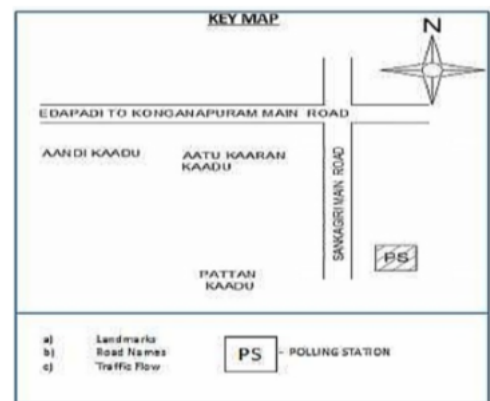 KEY MAP
N
EDAPADI TO KONGANAPURAM MAIN ROAD
AANDI KAADU
AATU KAARAN
KAADU
SANKAGIRI MAIN ROAD
PS
PATTAN
KAADU
a) Landmarks
b) Road Names
c) Traffic Flow
PS - POLLING STATION